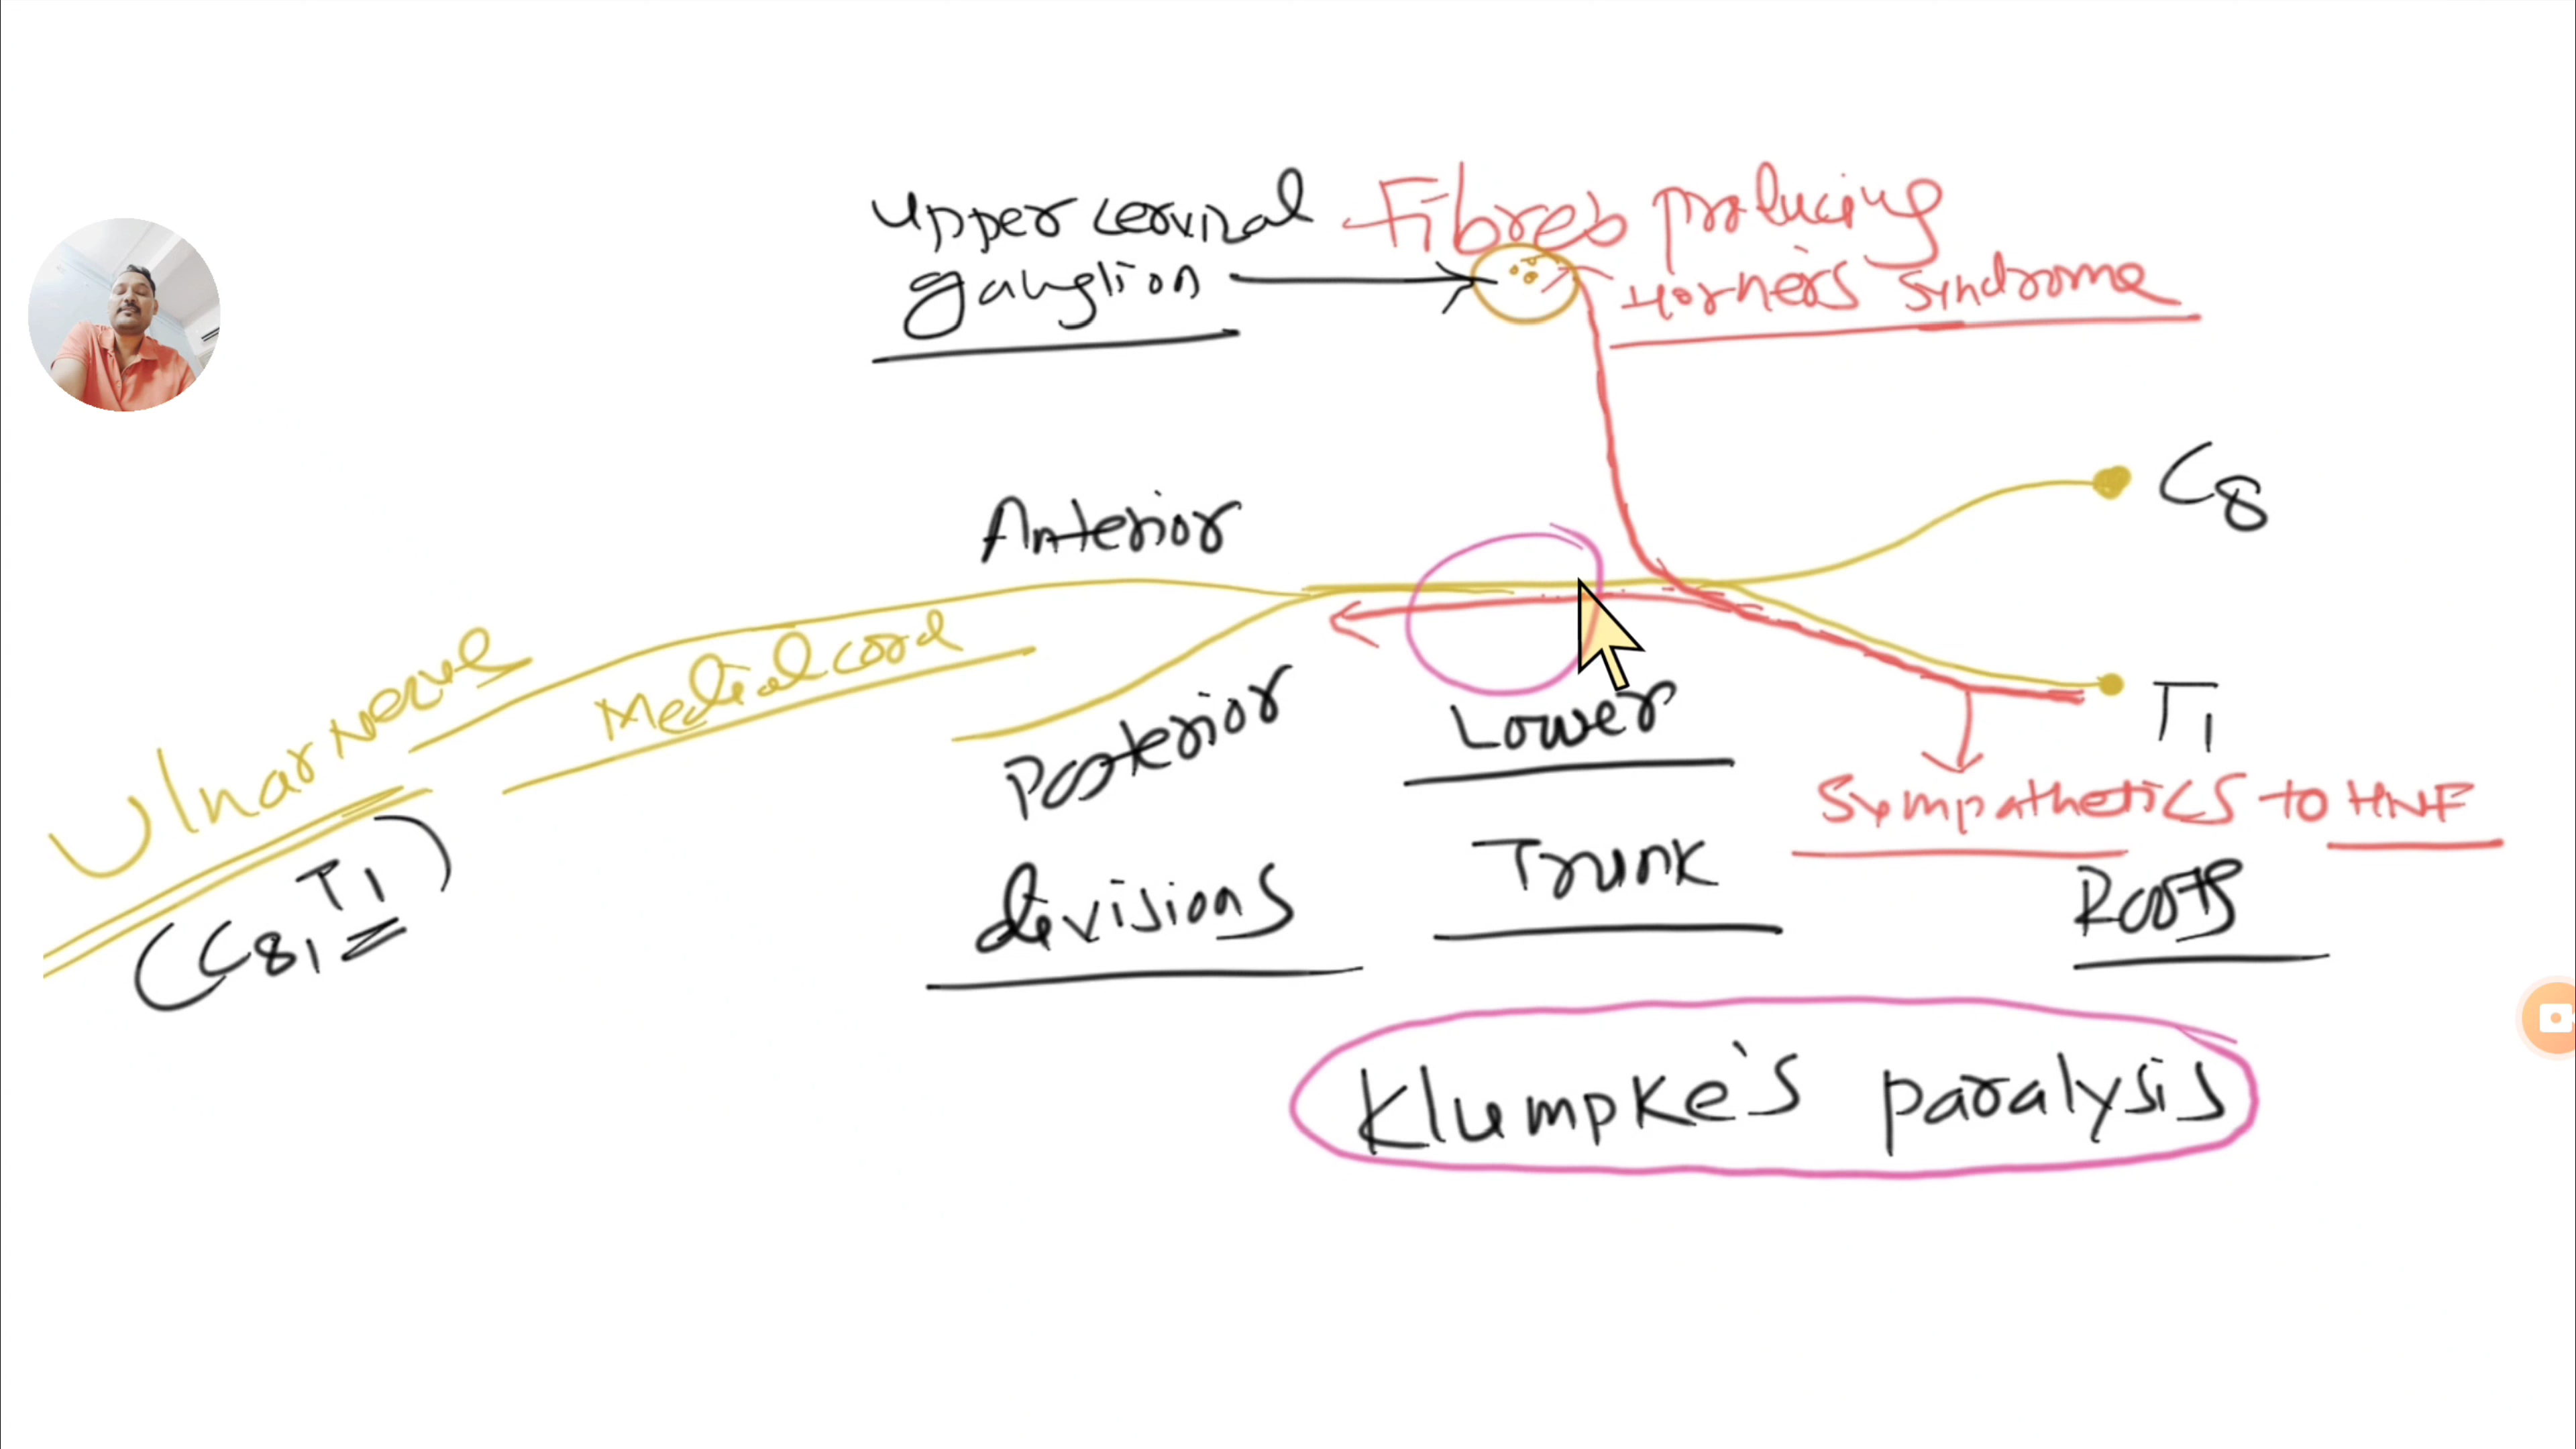 Upper cervical
ganglion
Fibres producing
Horner's syndrome
C8
Anterior
T1
Medial cord
Ulnar nerve
(C8, T1)
Posterior
divisions
Lower
Trunk
Sympathetics to HNF
Roots
Klumpke's paralysis